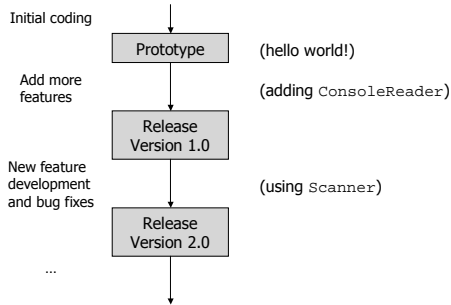 Initial coding
Prototype
(hello world!)
Add more
features
(adding ConsoleReader)
Release
Version 1.0
New feature
development
and bug fixes
(using Scanner)
Release
Version 2.0
...